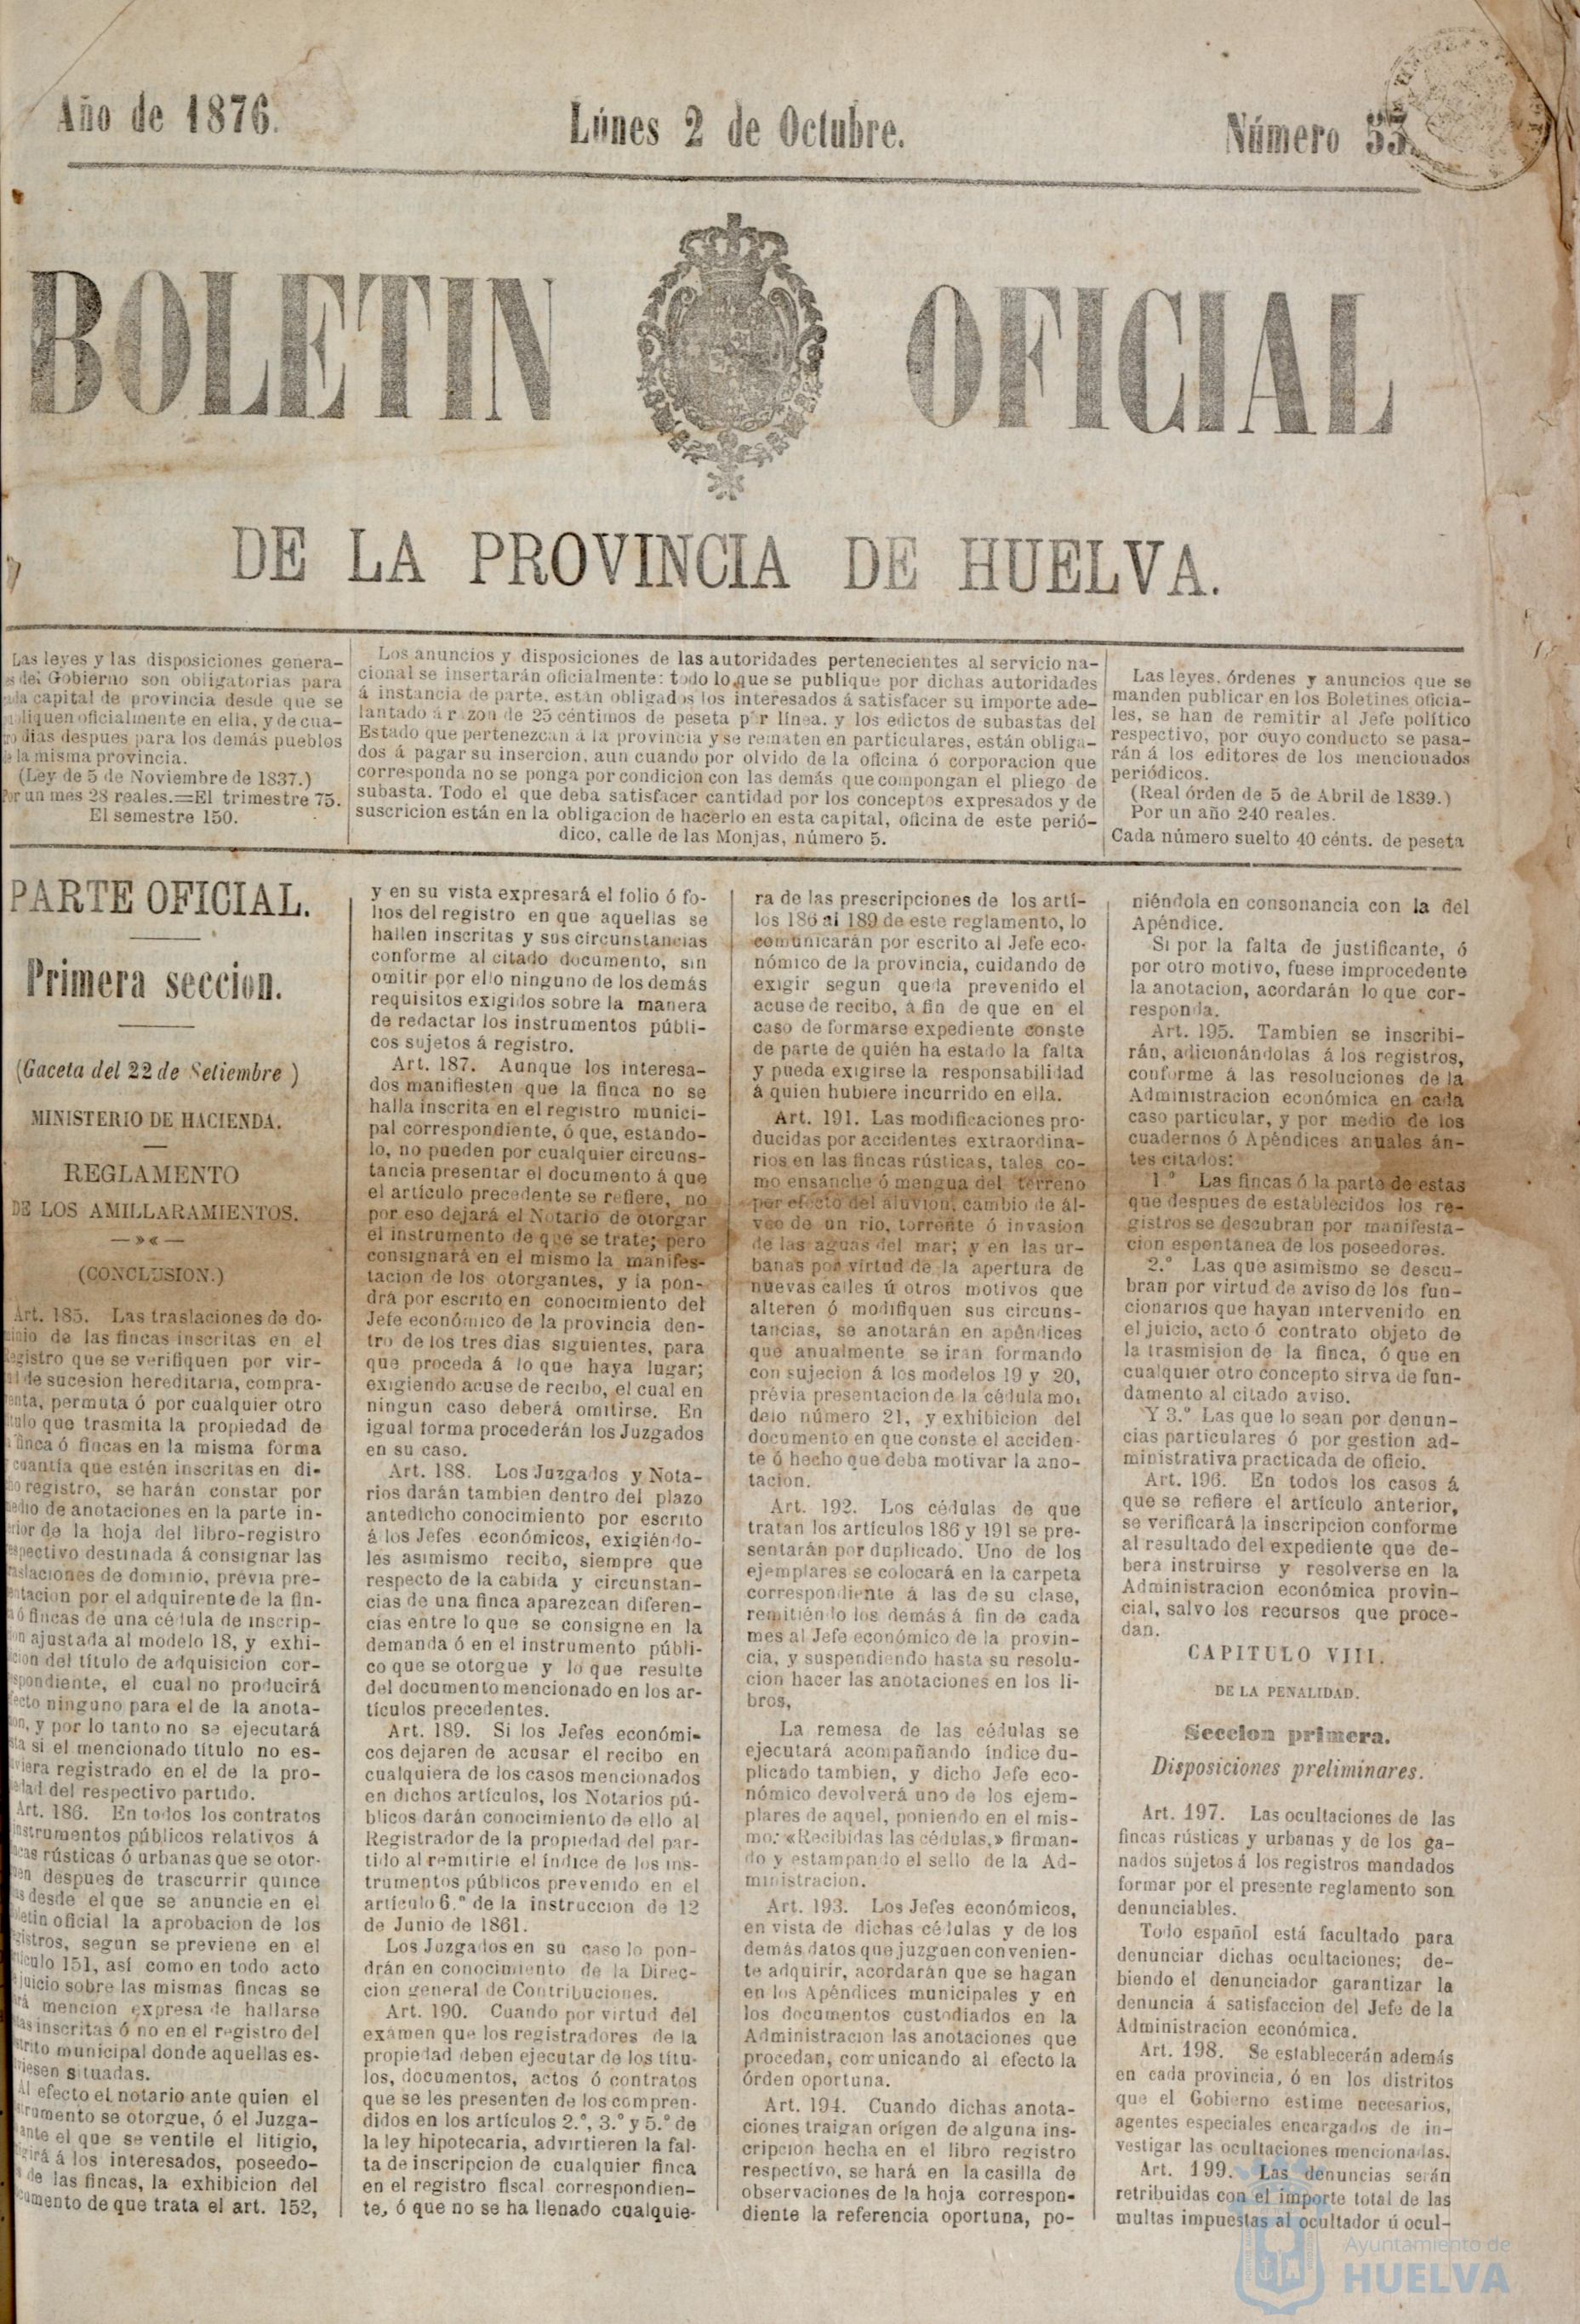 Año de 1876.
Lúnes 2 de Octubre.
Número 53.
BOLETIN OFICIAL
DE LA PROVINCIA DE HUELVA.
Las leyes y las disposiciones genera-
del Gobierno son obligatorias para
capital de provincia desde que se
oficialmente en ella, y de cua-
dias despues para los demás pueblos
la misma provincia.
(Ley de 5 de Noviembre de 1837.)
Por un mes 28 reales.=El trimestre 75.
El semestre 150.
Los anuncios y disposiciones de las autoridades pertenecientes al servicio na-
cional se insertarán oficialmente: todo lo que se publique por dichas autoridades
á instancia de parte, están obligados los interesados á satisfacer su importe ade-
lantado á razon de 25 céntimos de peseta por línea, y los edictos de subastas del
Estado que pertenezcan á la provincia y se rematen en particulares, están obliga-
dos á pagar su insercion, aun cuando por olvido de la oficina ó corporacion que
corresponda no se ponga por condicion con las demás que compongan el pliego de
subasta. Todo el que deba satisfacer cantidad por los conceptos expresados y de
suscricion están en la obligacion de hacerlo en esta capital, oficina de este perió-
dico, calle de las Monjas, número 5.
Las leyes, órdenes y anuncios que se
manden publicar en los Boletines oficia-
les, se han de remitir al Jefe político
respectivo, por cuyo conducto se pasa-
rán á los editores de los mencionados
periódicos.
(Real órden de 5 de Abril de 1839.)
Por un año 240 reales.
Cada número suelto 40 cénts. de peseta
PARTE OFICIAL.
Primera seccion.
(Gaceta del 22 de Setiembre )
MINISTERIO DE HACIENDA.
REGLAMENTO
DE LOS AMILLARAMIENTOS.
(CONCLUSION.)
Art. 185. Las traslaciones de do-
minio de las fincas inscritas en el
registro que se verifiquen por vir-
de sucesion hereditaria, compra-
venta, permuta ó por cualquier otro
título que trasmita la propiedad de
finca ó fincas en la misma forma
cuantía que estén inscritas en di-
registro, se harán constar por
medio de anotaciones en la parte in-
de la hoja del libro-registro
respectivo destinada á consignar las
traslaciones de dominio, prévia pre-
sentacion por el adquirente de la fin-
ó fincas de una cédula de inscrip-
ajustada al modelo 18, y exhi-
del título de adquisicion cor-
respondiente, el cual no producirá
efecto ninguno para el de la anota-
y por lo tanto no se ejecutará
si el mencionado título no es-
registrado en el de la pro-
del respectivo partido.
Art. 186. En todos los contratos
instrumentos públicos relativos á
fincas rústicas ó urbanas que se otor-
despues de trascurrir quince
desde el que se anuncie en el
oficial la aprobacion de los
registros, segun se previene en el
artículo 151, así como en todo acto
juicio sobre las mismas fincas se
mencion expresa de hallarse
inscritas ó no en el registro del
municipal donde aquellas es-
situadas.
Al efecto el notario ante quien el
se otorgue, ó el Juzga-
ante el que se ventile el litigio,
á los interesados, poseedo-
de las fincas, la exhibicion del
documento de que trata el art. 152,
y en su vista expresará el folio ó fo-
lios del registro en que aquellas se
hallen inscritas y sus circunstancias
conforme al citado documento, sin
omitir por ello ninguno de los demás
requisitos exigidos sobre la manera
de redactar los instrumentos públi-
cos sujetos á registro.
Art. 187. Aunque los interesa-
dos manifiesten que la finca no se
halla inscrita en el registro munici-
pal correspondiente, ó que, estándo-
lo, no pueden por cualquier circuns-
tancia presentar el documento á que
el artículo precedente se refiere, no
por eso dejará el Notario de otorgar
el instrumento de que se trate; pero
consignará en el mismo la manifes-
tacion de los otorgantes, y la pon-
drá por escrito en conocimiento del
Jefe económico de la provincia den-
tro de los tres dias siguientes, para
que proceda á lo que haya lugar;
exigiendo acuse de recibo, el cual en
ningun caso deberá omitirse. En
igual forma procederán los Juzgados
en su caso.
Art. 188. Los Juzgados y Nota-
rios darán tambien dentro del plazo
antedicho conocimiento por escrito
á los Jefes económicos, exigiéndo-
les asimismo recibo, siempre que
respecto de la cabida y circunstan-
cias de una finca aparezcan diferen-
cias entre lo que se consigne en la
demanda ó en el instrumento públi-
co que se otorgue y lo que resulte
del documento mencionado en los ar-
tículos precedentes.
Art. 189. Si los Jefes económi-
cos dejaren de acusar el recibo en
cualquiera de los casos mencionados
en dichos artículos, los Notarios pú-
blicos darán conocimiento de ello al
Registrador de la propiedad del par-
tido al remitirle el índice de los ins-
trumentos públicos prevenido en el
artículo 6.º de la instruccion de 12
de Junio de 1861.
Los Juzgados en su caso lo pon-
drán en conocimiento de la Direc-
cion general de Contribuciones.
Art. 190. Cuando por virtud del
exámen que los registradores de la
propiedad deben ejecutar de los títu-
los, documentos, actos ó contratos
que se les presenten de los compren-
didos en los artículos 2.º, 3.º y 5.º de
la ley hipotecaria, advirtieren la fal-
ta de inscripcion de cualquier finca
en el registro fiscal correspondien-
te, ó que no se ha llenado cualquie-
ra de las prescripciones de los artí-
los 186 al 189 de este reglamento, lo
comunicarán por escrito al Jefe eco-
nómico de la provincia, cuidando de
exigir segun queda prevenido el
acuse de recibo, á fin de que en el
caso de formarse expediente conste
de parte de quién ha estado la falta
y pueda exigirse la responsabilidad
á quien hubiere incurrido en ella.
Art. 191. Las modificaciones pro-
ducidas por accidentes extraordina-
rios en las fincas rústicas, tales co-
mo ensanche ó mengua del terreno
por efecto del aluvion, cambio de ál-
veo de un rio, torrente ó invasion
de las aguas del mar; y en las ur-
banas por virtud de la apertura de
nuevas calles ú otros motivos que
alteren ó modifiquen sus circuns-
tancias, se anotarán en apéndices
que anualmente se irán formando
con sujecion á los modelos 19 y 20,
prévia presentacion de la cédula mo-
delo número 21, y exhibicion del
documento en que conste el acciden-
te ó hecho que deba motivar la ano-
tacion.
Art. 192. Los cédulas de que
tratan los artículos 186 y 191 se pre-
sentarán por duplicado. Uno de los
ejemplares se colocará en la carpeta
correspondiente á las de su clase,
remitiéndo los demás á fin de cada
mes al Jefe económico de la provin-
cia, y suspendiendo hasta su resolu-
cion hacer las anotaciones en los li-
bros,
La remesa de las cédulas se
ejecutará acompañando índice du-
plicado tambien, y dicho Jefe eco-
nómico devolverá uno de los ejem-
plares de aquel, poniendo en el mis-
mo: «Recibidas las cédulas,» firman-
do y estampando el sello de la Ad-
ministracion.
Art. 193. Los Jefes económicos,
en vista de dichas cédulas y de los
demás datos que juzguen convenien-
te adquirir, acordarán que se hagan
en los Apéndices municipales y en
los documentos custodiados en la
Administracion las anotaciones que
procedan, comunicando al efecto la
órden oportuna.
Art. 194. Cuando dichas anota-
ciones traigan orígen de alguna ins-
cripcion hecha en el libro registro
respectivo, se hará en la casilla de
observaciones de la hoja correspon-
diente la referencia oportuna, po-
niéndola en consonancia con la del
Apéndice.
Si por la falta de justificante, ó
por otro motivo, fuese improcedente
la anotacion, acordarán lo que cor-
responda.
Art. 195. Tambien se inscribi-
rán, adicionándolas á los registros,
conforme á las resoluciones de la
Administracion económica en cada
caso particular, y por medio de los
cuadernos ó Apéndices anuales án-
tes citados:
1.º Las fincas ó la parte de estas
que despues de establecidos los re-
gistros se descubran por manifesta-
cion espontánea de los poseedores.
2.º Las que asimismo se descu-
bran por virtud de aviso de los fun-
cionarios que hayan intervenido en
el juicio, acto ó contrato objeto de
la trasmision de la finca, ó que en
cualquier otro concepto sirva de fun-
damento al citado aviso.
Y 3.º Las que lo sean por denun-
cias particulares ó por gestion ad-
ministrativa practicada de oficio.
Art. 196. En todos los casos á
que se refiere el artículo anterior,
se verificará la inscripcion conforme
al resultado del expediente que de-
bera instruirse y resolverse en la
Administracion económica provin-
cial, salvo los recursos que proce-
dan.
CAPITULO VIII.
DE LA PENALIDAD.
Seccion primera.
Disposiciones preliminares.
Art. 197. Las ocultaciones de las
fincas rústicas y urbanas y de los ga-
nados sujetos á los registros mandados
formar por el presente reglamento son
denunciables.
Todo español está facultado para
denunciar dichas ocultaciones; de-
biendo el denunciador garantizar la
denuncia á satisfaccion del Jefe de la
Administracion económica.
Art. 198. Se establecerán además
en cada provincia, ó en los distritos
que el Gobierno estime necesarios,
agentes especiales encargados de in-
vestigar las ocultaciones mencionadas.
Art. 199. Las denuncias serán
retribuidas con el importe total de las
multas impuestas al ocultador ú ocul-
Ayuntamiento de
HUELVA